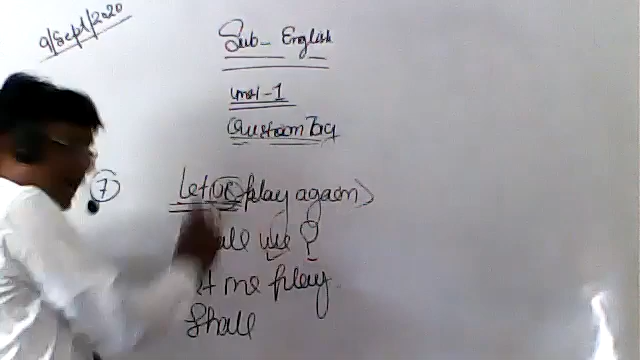 9/Sept/2020
Sub- English
unit-1
Question Tag
7 Let us play again
we ?
me play.
Shall